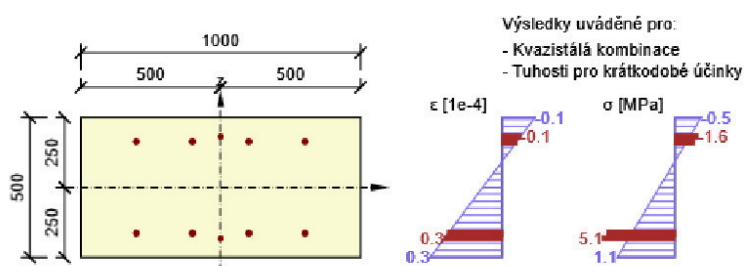 Výsledky uváděné pro:
- Kvazistálá kombinace
- Tuhosti pro krátkodobé účinky
1000
500
500
z
500
250
250
ε [1e-4]
-0.1
-0.1
0.3
0.3
σ [MPa]
-0.5
-1.6
5.1
1.1